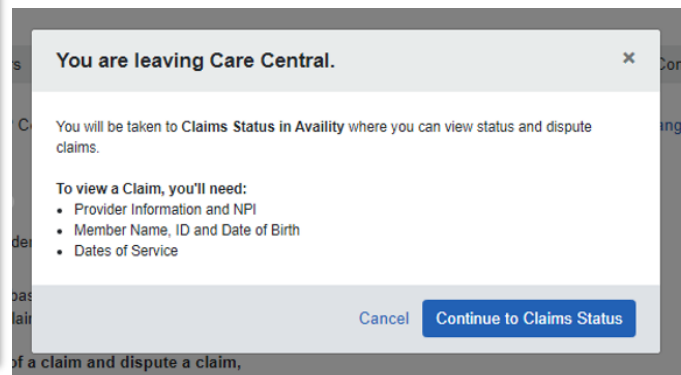 You are leaving Care Central.
×
You will be taken to Claims Status in Availity where you can view status and dispute
claims.
To view a Claim, you'll need:
• Provider Information and NPI
• Member Name, ID and Date of Birth
• Dates of Service
Cancel
Continue to Claims Status
of a claim and dispute a claim,